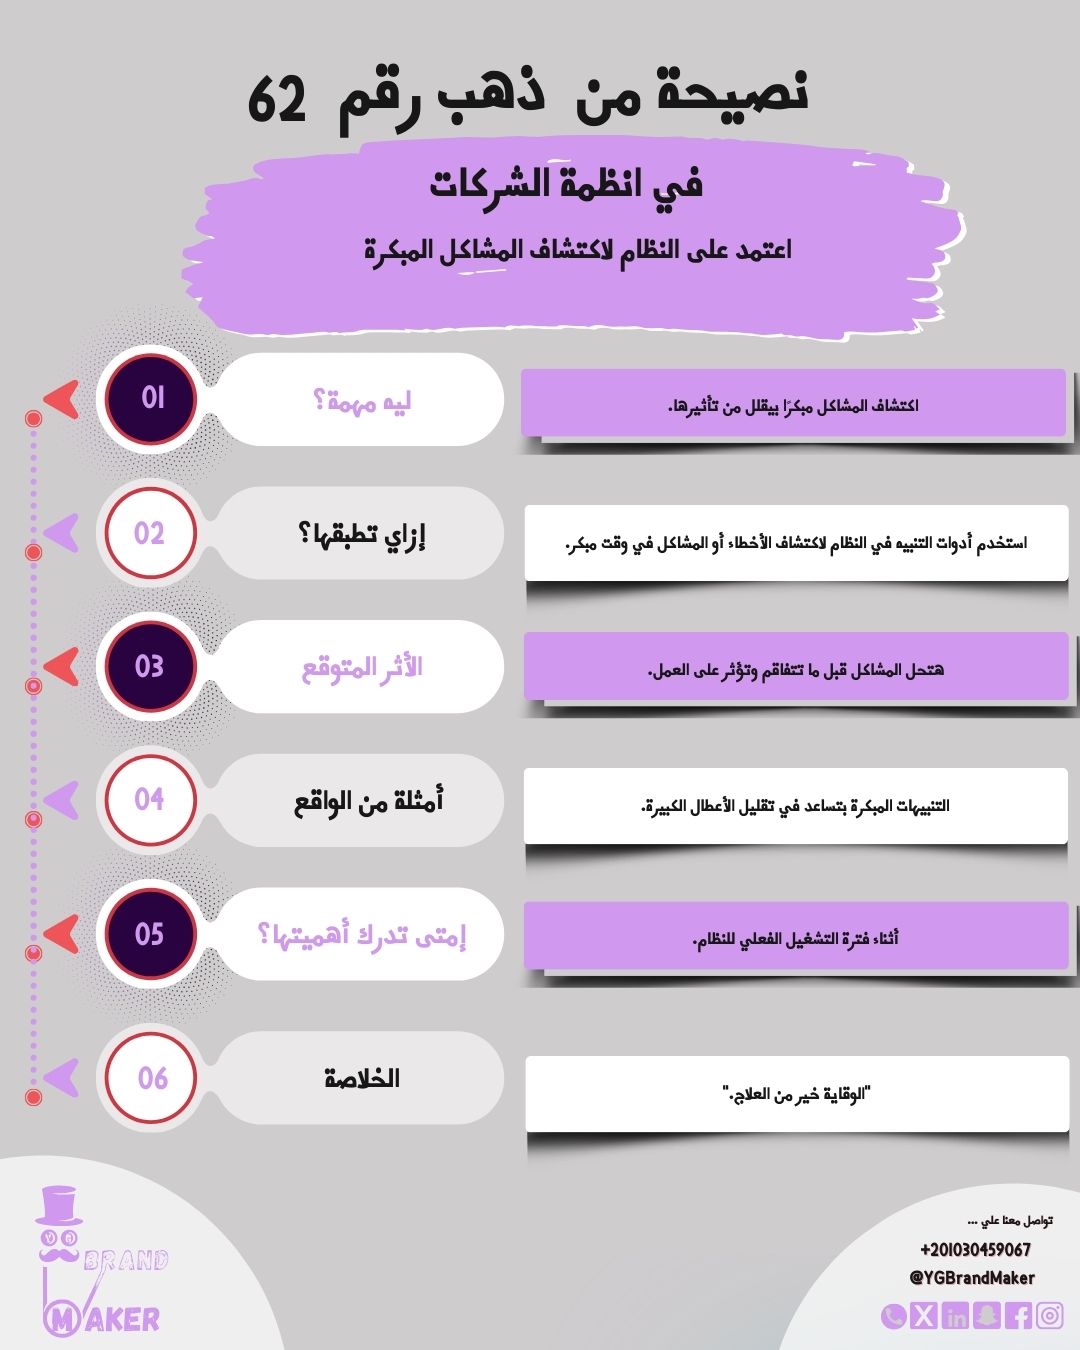 نصيحة من ذهب رقم 62
في انظمة الشركات
اعتمد على النظام لاكتشاف المشاكل المبكرة
01
ليه مهمة؟
اكتشاف المشاكل مبكرًا بيقلل من تأثيرها.
02
إزاي تطبقها؟
استخدم أدوات التنبيه في النظام لاكتشاف الأخطاء أو المشاكل في وقت مبكر.
03
الأثر المتوقع
هتحل المشاكل قبل ما تتفاقم وتؤثر على العمل.
04
أمثلة من الواقع
التنبيهات المبكرة بتساعد في تقليل الأعطال الكبيرة.
05
إمتى تدرك أهميتها؟
أثناء فترة التشغيل الفعلي للنظام.
06
الخلاصة
"الوقاية خير من العلاج."
BRAND
MAKER
تواصل معنا علي ...
+201030459067
@YGBrandMaker